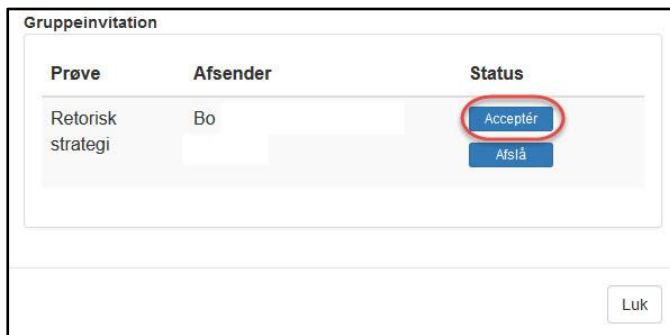 Gruppeinvitation
Prøve Afsender Status
Retorisk Bo Acceptér
strategi
Afslå
Luk